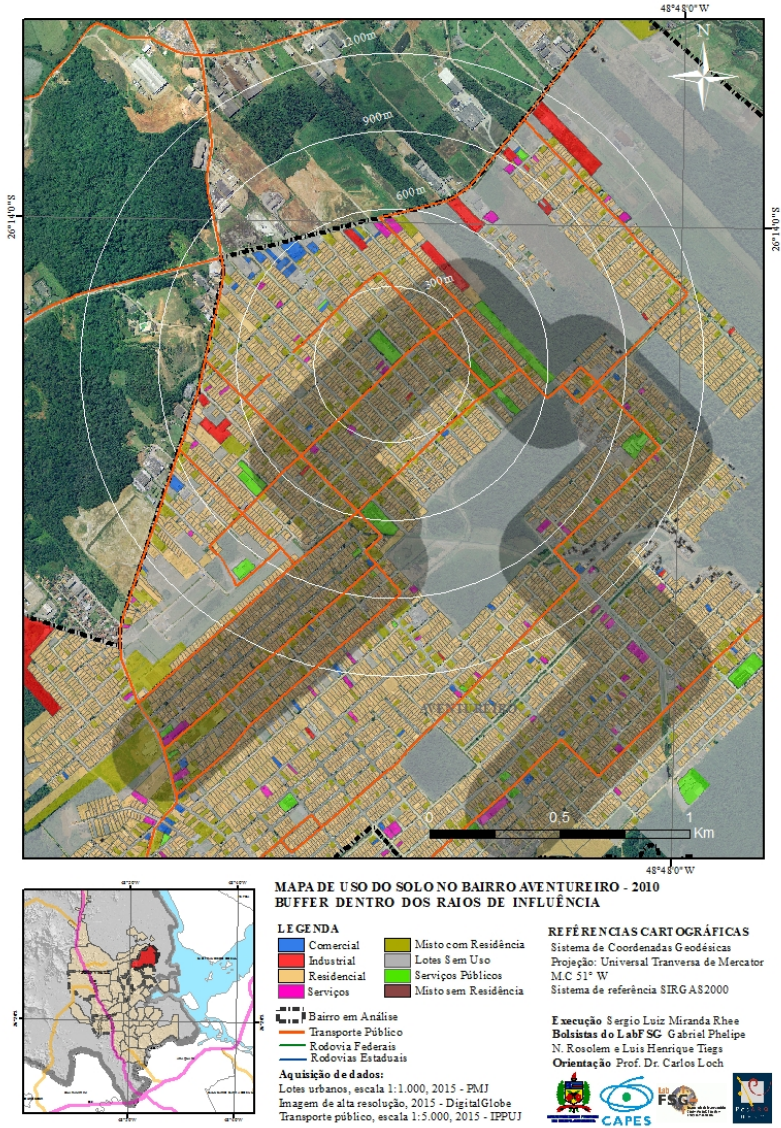 48°48'0"W
N
1200m
900m
600m
26°14'0"S
26°14'0"S
300m
AVENTUREIRO
0 0.5 1
Km
48°48'0"W
MAPA DE USO DO SOLO NO BAIRRO AVENTUREIRO - 2010
BUFFER DENTRO DOS RAIOS DE INFLUÊNCIA
LEGENDA
Comercial
Industrial
Residencial
Serviços
Misto com Residência
Lotes Sem Uso
Serviços Públicos
Misto sem Residência
Bairro em Análise
Transporte Público
Rodovia Federais
Rodovias Estaduais
Aquisição de dados:
Lotes urbanos, escala 1:1.000, 2015 - PMJ
Imagem de alta resolução, 2015 - DigitalGlobe
Transporte público, escala 1:5.000, 2015 - IPPUJ
REFÊRENCIAS CARTOGRÁFICAS
Sistema de Coordenadas Geodésicas
Projeção: Universal Tranversa de Mercator
M.C 51° W
Sistema de referência SIRGAS2000
Execução Sergio Luiz Miranda Rhee
Bolsistas do LabFSG Gabriel Phelipe
N. Rosolem e Luis Henrique Tiegs
Orientação Prof. Dr. Carlos Loch
CAPES
Lab
FSG